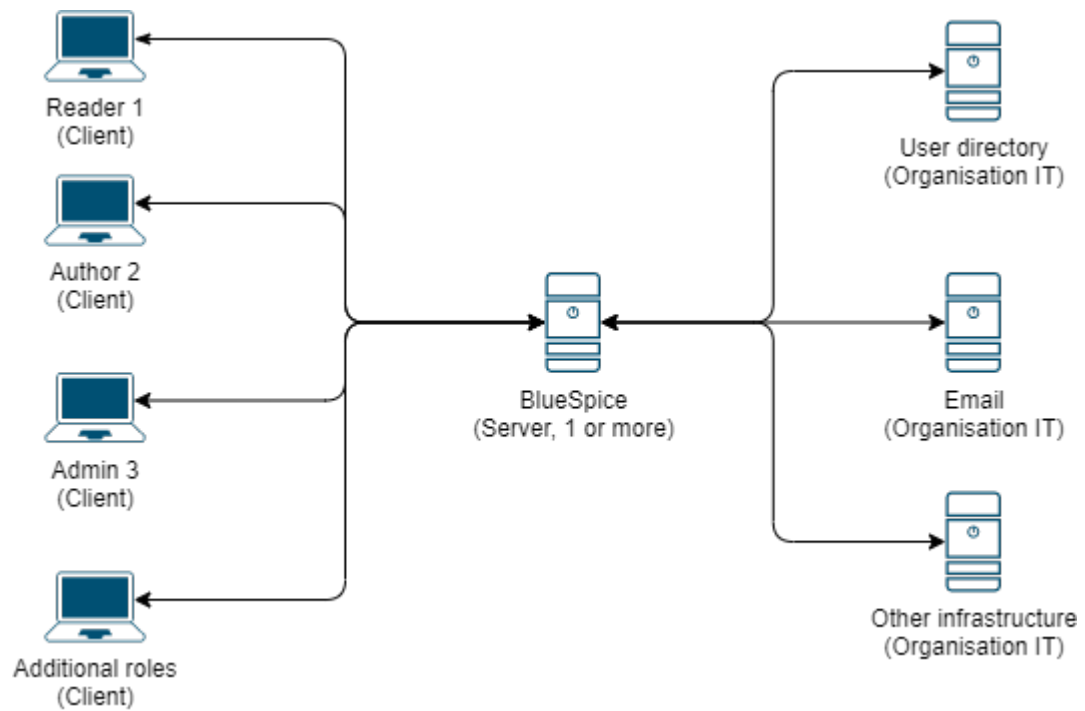 Reader 1
(Client)
Author 2
(Client)
Admin 3
(Client)
Additional roles
(Client)
BlueSpice
(Server, 1 or more)
User directory
(Organisation IT)
Email
(Organisation IT)
Other infrastructure
(Organisation IT)